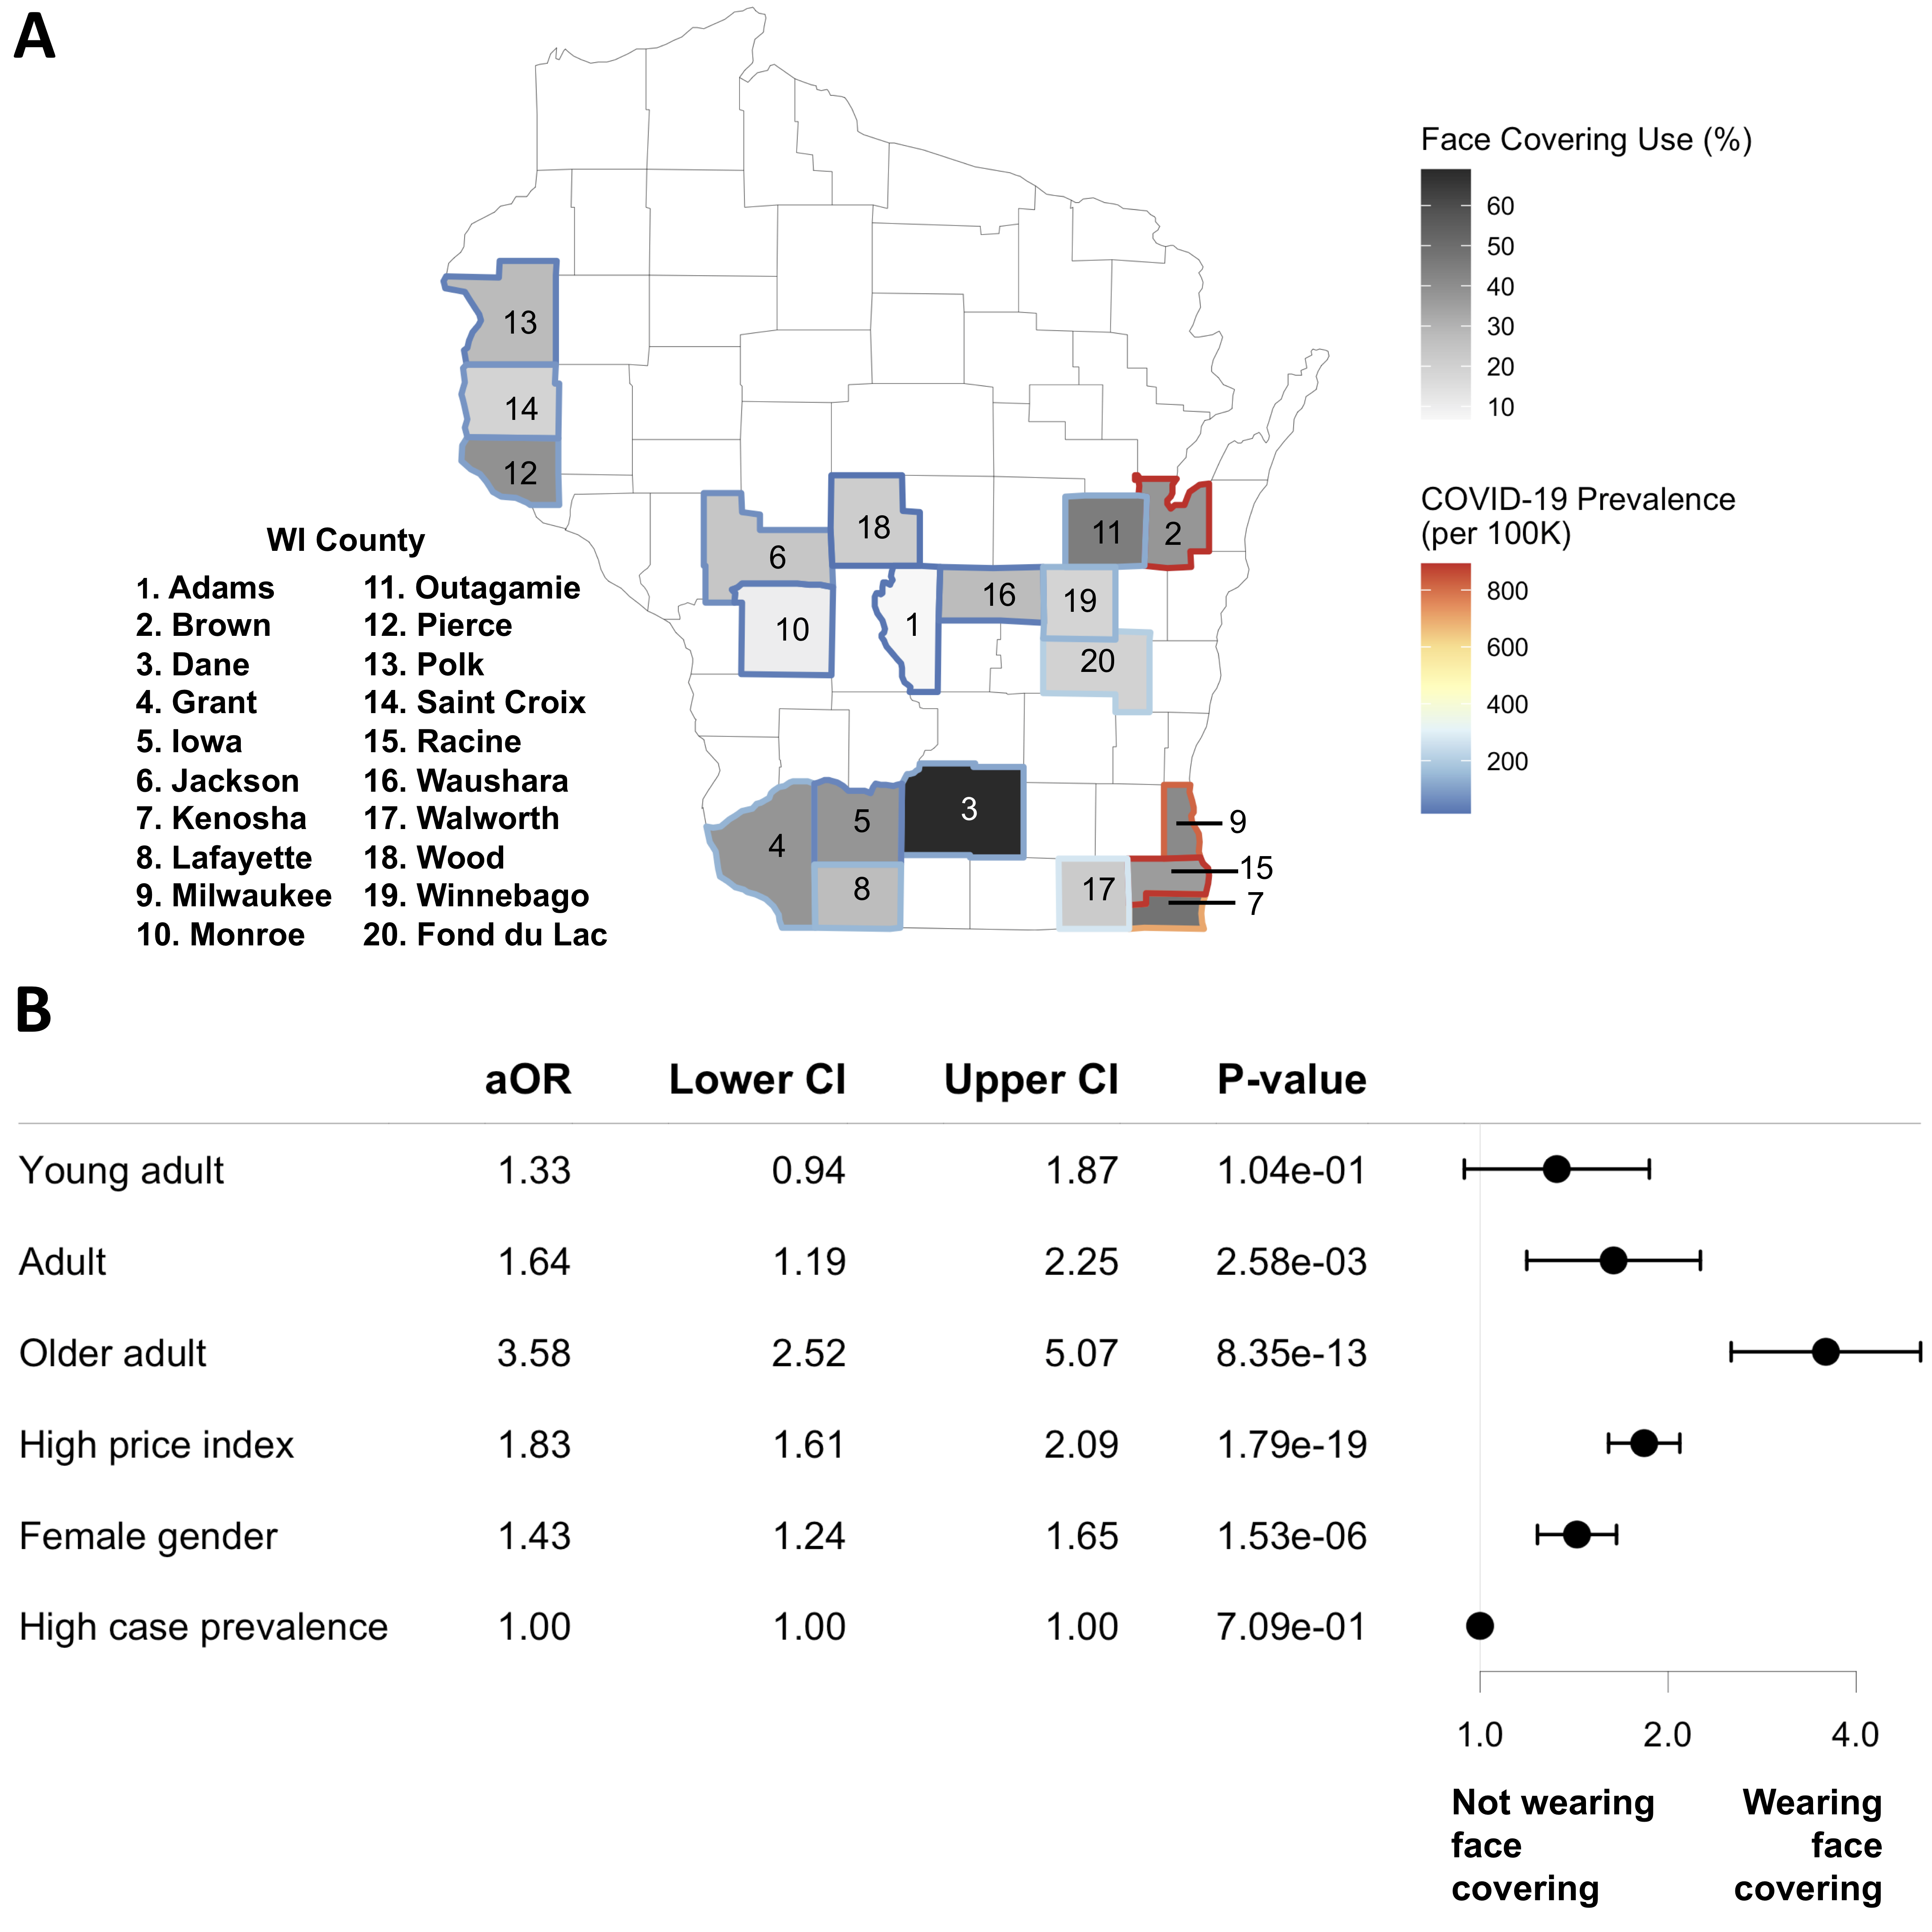 A
Face Covering Use (%)
60
50
40
30
20
10
COVID-19 Prevalence
(per 100K)
800
600
400
200
13
14
12
18
6
10
1
16
19
20
11
2
3
4
5
8
17
9
15
7
WI County
1. Adams 11. Outagamie
2. Brown 12. Pierce
3. Dane 13. Polk
4. Grant 14. Saint Croix
5. Iowa 15. Racine
6. Jackson 16. Waushara
7. Kenosha 17. Walworth
8. Lafayette 18. Wood
9. Milwaukee 19. Winnebago
10. Monroe 20. Fond du Lac
B
aOR Lower CI Upper CI P-value
Young adult 1.33 0.94 1.87 1.04e-01
Adult 1.64 1.19 2.25 2.58e-03
Older adult 3.58 2.52 5.07 8.35e-13
High price index 1.83 1.61 2.09 1.79e-19
Female gender 1.43 1.24 1.65 1.53e-06
High case prevalence 1.00 1.00 1.00 7.09e-01
1.0 2.0 4.0
Not wearing
face
covering
Wearing
face
covering